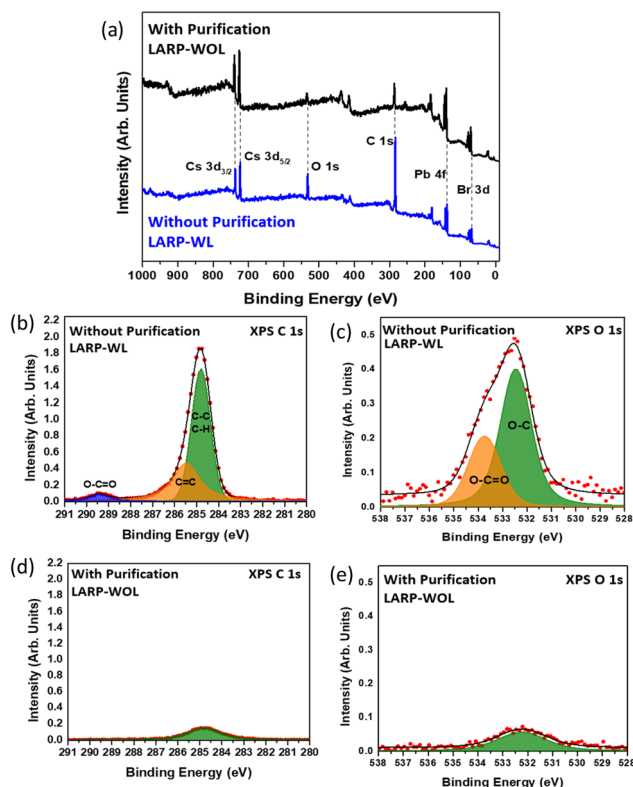 (a)
With Purification
LARP-WOL
Cs 3d3/2
Cs 3d5/2
O 1s
C 1s
Pb 4f
Br 3d
Without Purification
LARP-WL
Intensity (Arb. Units)
1000 900 800 700 600 500 400 300 200 100 0
Binding Energy (eV)
(b)
Without Purification
LARP-WL
XPS C 1s
C-C
C-H
O-C=O
C=C
Intensity (Arb. Units)
2.2
2.0
1.8
1.6
1.4
1.2
1.0
0.8
0.6
0.4
0.2
0.0
291 290 289 288 287 286 285 284 283 282 281 280
Binding Energy (eV)
(c)
Without Purification
LARP-WL
XPS O 1s
O-C
O-C=O
Intensity (Arb. Units)
0.5
0.4
0.3
0.2
0.1
0.0
538 537 536 535 534 533 532 531 530 529 528
Binding Energy (eV)
(d)
With Purification
LARP-WOL
XPS C 1s
Intensity (Arb. Units)
2.2
2.0
1.8
1.6
1.4
1.2
1.0
0.8
0.6
0.4
0.2
0.0
291 290 289 288 287 286 285 284 283 282 281 280
Binding Energy (eV)
(e)
With Purification
LARP-WOL
XPS O 1s
Intensity (Arb. Units)
0.5
0.4
0.3
0.2
0.1
0.0
538 537 536 535 534 533 532 531 530 529 528
Binding Energy (eV)